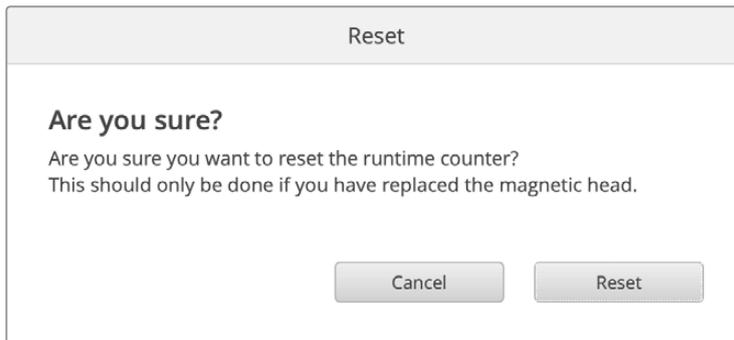 Reset
Are you sure?
Are you sure you want to reset the runtime counter?
This should only be done if you have replaced the magnetic head.
Cancel
Reset